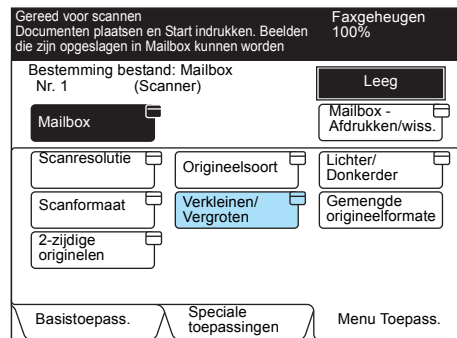 Gereed voor scannen
Documenten plaatsen en Start indrukken. Beelden
die zijn opgeslagen in Mailbox kunnen worden
Faxgeheugen
100%
Bestemming bestand: Mailbox
Nr. 1 (Scanner)
Leeg
Mailbox
Mailbox -
Afdrukken/wiss.
Scanresolutie
Origineelsoort
Lichter/
Donkerder
Scanformaat
Verkleinen/
Vergroten
Gemengde
origineelformate
2-zijdige
originelen
Basistoepass.
Speciale
toepassingen
Menu Toepass.